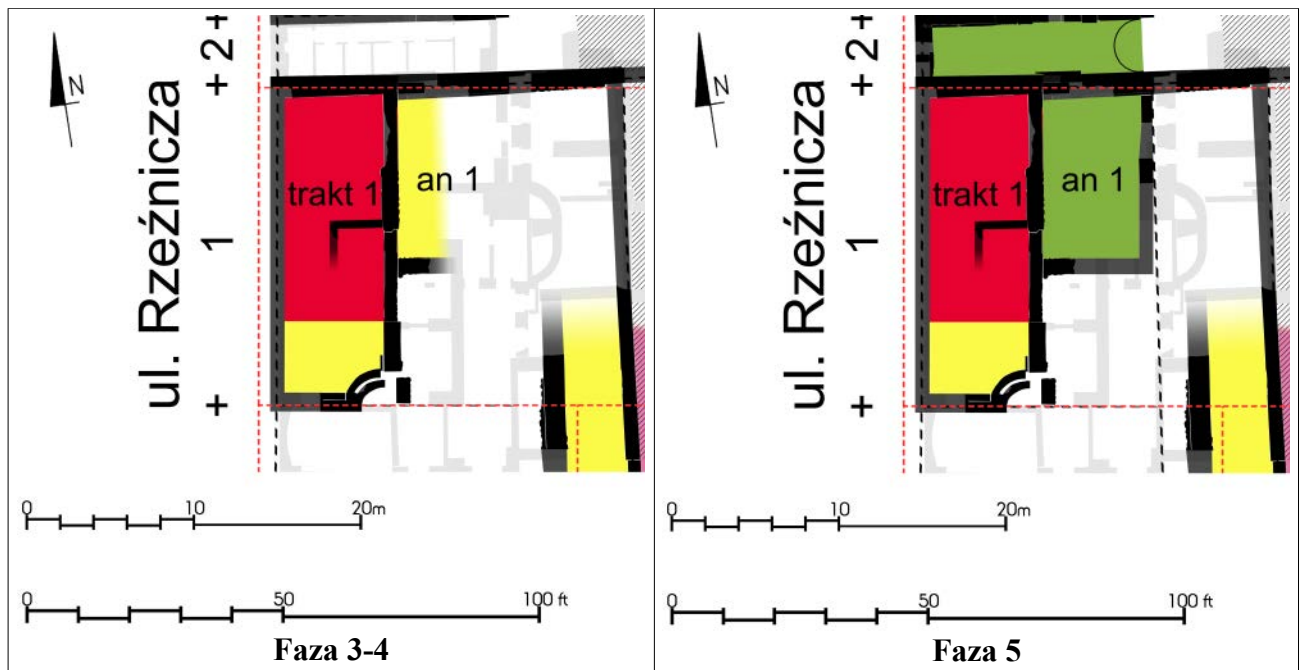 N
ul. Rzeźnicza
+ 1 + 2+
trakt 1
an 1
0 10 20m
0 50 100 ft
Faza 3-4
N
ul. Rzeźnicza
+ 1 + 2+
trakt 1
an 1
0 10 20m
0 50 100 ft
Faza 5